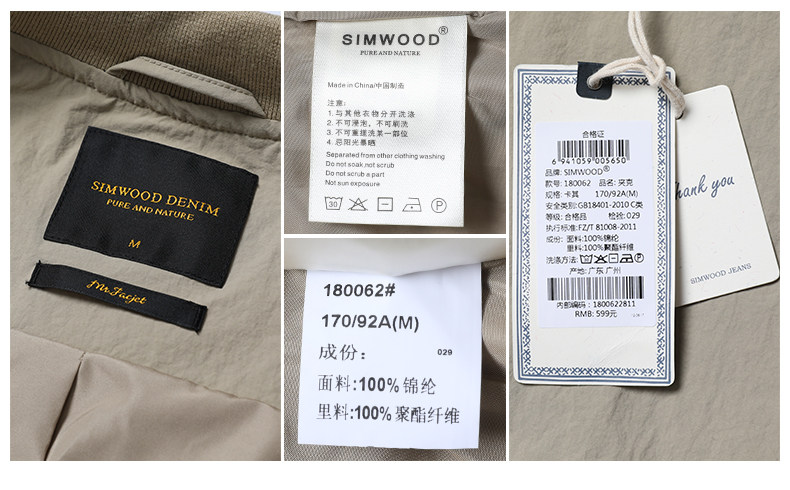 SIMWOOD DENIM
PURE AND NATURE
M
Mr.Facjet
SIMWOOD®
PURE AND NATURE
Made in China/中国制造
注意:
1. 与其他衣物分开洗涤
2. 不可浸泡，不可刷洗
3. 不可重搓洗某一部位
4. 忌阳光暴晒
Separated from other clothing washing
Do not soak,not scrub
Do not scrub a part
Not sun exposure
30
P
180062#
170/92A(M)
成份：
029
面料:100%锦纶
里料:100%聚酯纤维
合格证
6 941059 005650
品牌: SIMWOOD®
款号: 180062 品名: 夹克
规格: 卡其 170/92A(M)
安全类别:GB18401-2010 C类
等级: 合格品 检验: 029
执行标准:FZ/T 81008-2011
成份: 面料:100%锦纶
里料:100%聚酯纤维
洗涤方法:
产地: 广东 广州
内部编码：1800622811
RMB: 599元
Thank you
SIMWOOD JEANS